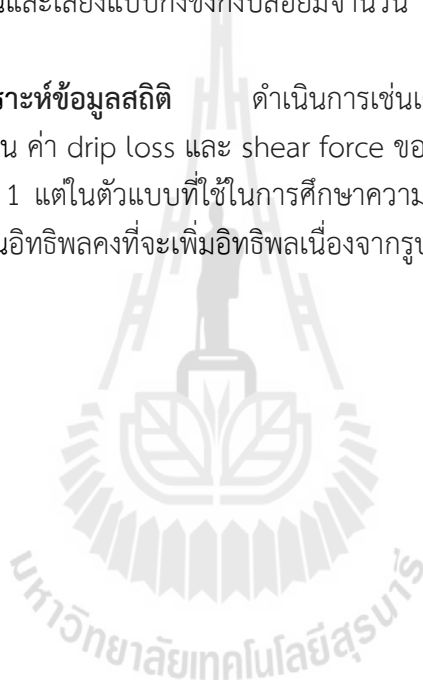 และเลี้ยงแบบกึ่งขังกึ่งปล่อยมีจำนวน
ราะห์ข้อมูลสถิติ ดำเนินการเช่นเ
น ค่า drip loss และ shear force ขอ
1 แต่ในตัวแบบที่ใช้ในการศึกษาความ
นอิทธิพลคงที่จะเพิ่มอิทธิพลเนื่องจากรูป
มหาวิทยาลัยเทคโนโลยีสุรนารี